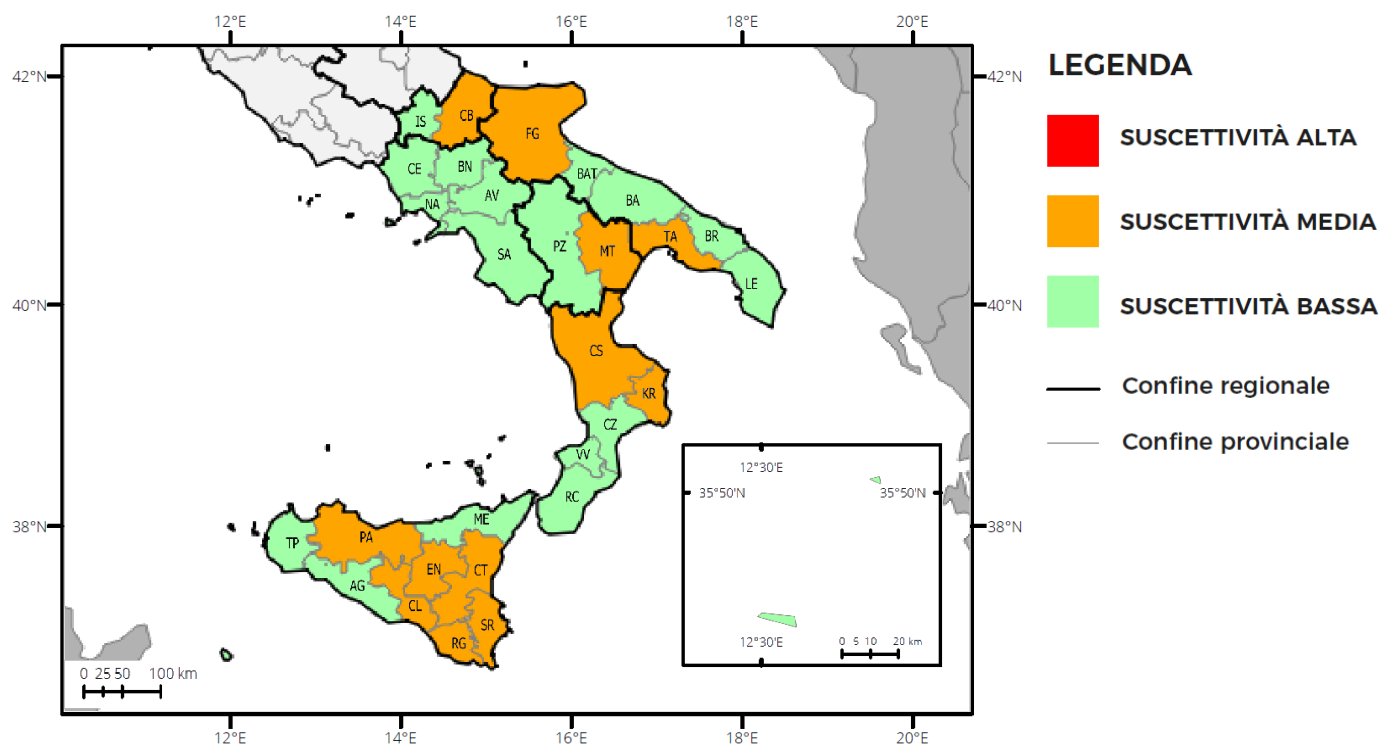 12°E 14°E 16°E 18°E 20°E
42°N 42°N
LEGENDA
SUSCETTIVITÀ ALTA
SUSCETTIVITÀ MEDIA
SUSCETTIVITÀ BASSA
Confine regionale
Confine provinciale
IS CB FG
CE BN BAT
NA AV BA
SA PZ MT TA BR
LE
40°N 40°N
CS
KR
CZ
VV
RC
12°30'E
35°50'N 35°50'N
12°30'E
0 5 10 20 km
38°N 38°N
ME
TP PA
AG EN CT
CL
SR
RG
0 25 50 100 km
12°E 14°E 16°E 18°E 20°E